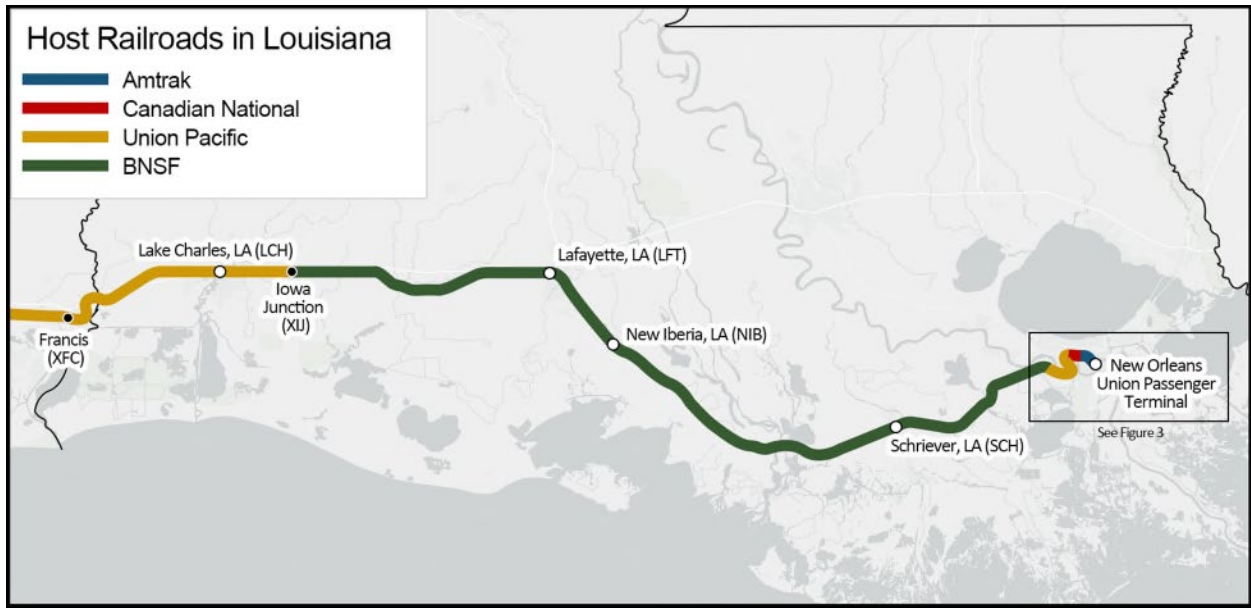 Host Railroads in Louisiana
Amtrak
Canadian National
Union Pacific
BNSF
Lake Charles, LA (LCH)
Iowa
Junction
(XIJ)
Francis
(XFC)
Lafayette, LA (LFT)
New Iberia, LA (NIB)
Schriever, LA (SCH)
New Orleans
Union Passenger
Terminal
See Figure 3